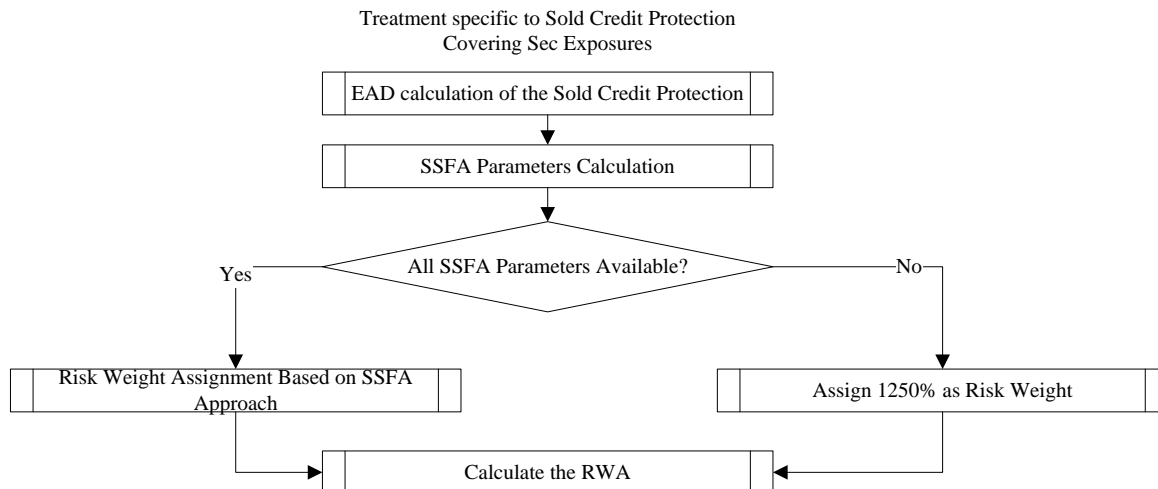 Treatment specific to Sold Credit Protection
Covering Sec Exposures
EAD calculation of the Sold Credit Protection
SSFA Parameters Calculation
All SSFA Parameters Available?
Yes
No
Risk Weight Assignment Based on SSFA
Approach
Assign 1250% as Risk Weight
Calculate the RWA